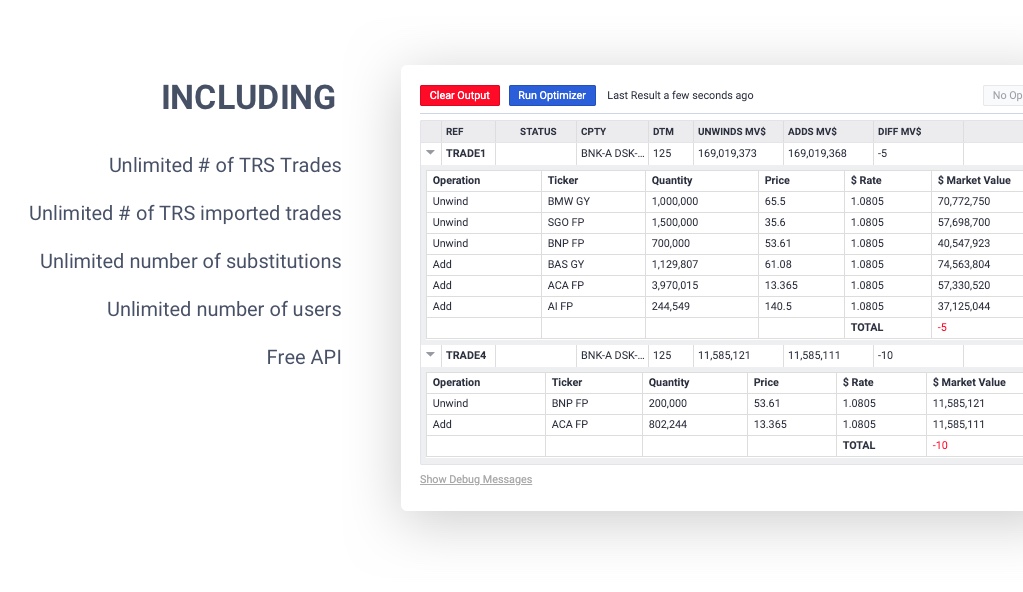 INCLUDING
Unlimited # of TRS Trades
Unlimited # of TRS imported trades
Unlimited number of substitutions
Unlimited number of users
Free API
Clear Output Run Optimizer Last Result a few seconds ago No Op
REF STATUS CPTY DTM UNWINDS MV$ ADDS MV$ DIFF MV$
TRADE1 BNK-A DSK-... 125 169,019,373 169,019,368 -5
Operation Ticker Quantity Price $ Rate $ Market Value
Unwind BMW GY 1,000,000 65.5 1.0805 70,772,750
Unwind SGO FP 1,500,000 35.6 1.0805 57,698,700
Unwind BNP FP 700,000 53.61 1.0805 40,547,923
Add BAS GY 1,129,807 61.08 1.0805 74,563,804
Add ACA FP 3,970,015 13.365 1.0805 57,330,520
Add AI FP 244,549 140.5 1.0805 37,125,044
TOTAL -5
TRADE4 BNK-A DSK-... 125 11,585,121 11,585,111 -10
Operation Ticker Quantity Price $ Rate $ Market Value
Unwind BNP FP 200,000 53.61 1.0805 11,585,121
Add ACA FP 802,244 13.365 1.0805 11,585,111
TOTAL -10
Show Debug Messages